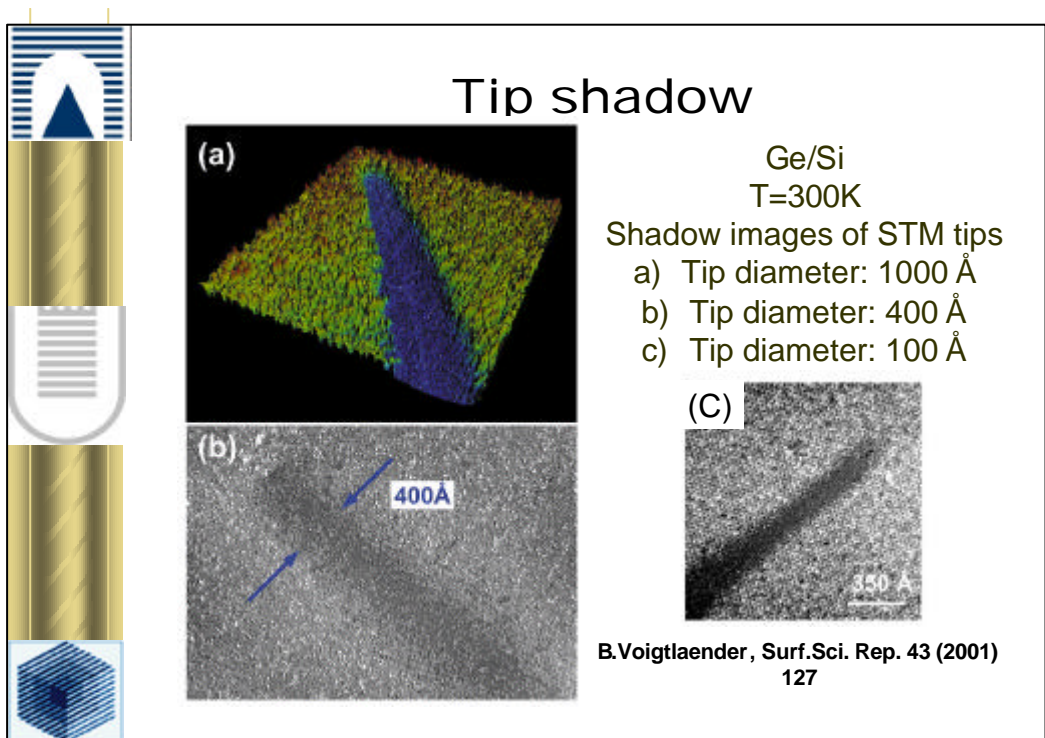 Tip shadow
(a)
Ge/Si
T=300K
Shadow images of STM tips
a) Tip diameter: 1000 Å
b) Tip diameter: 400 Å
c) Tip diameter: 100 Å
(b)
400Å
(C)
350 Å
B.Voigtlaender, Surf.Sci. Rep. 43 (2001)
127